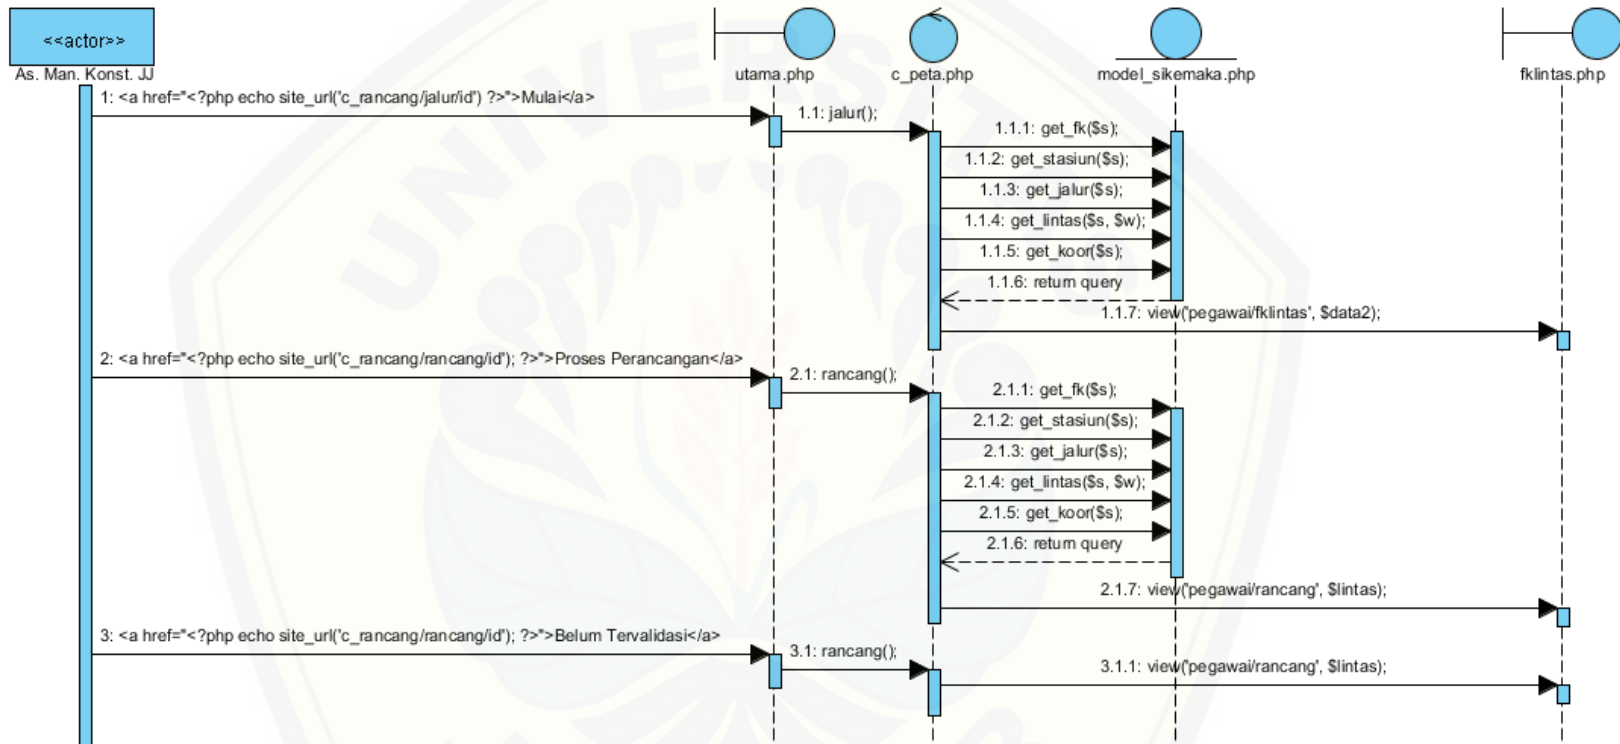 <<actor>>
As. Man. Konst. JJ
utama.php
c_peta.php
model_sikemaka.php
fklintas.php
1: <a href="<?php echo site_url('c_rancang/jalur/id') ?>">Mulai</a>
1.1: jalur();
1.1.1: get_fk($s);
1.1.2: get_stasiun($s);
1.1.3: get_jalur($s);
1.1.4: get_lintas($s, $w);
1.1.5: get_koor($s);
1.1.6: return query
1.1.7: view('pegawai/fklintas', $data2);
2: <a href="<?php echo site_url('c_rancang/rancang/id'); ?>">Proses Perancangan</a>
2.1: rancang();
2.1.1: get_fk($s);
2.1.2: get_stasiun($s);
2.1.3: get_jalur($s);
2.1.4: get_lintas($s, $w);
2.1.5: get_koor($s);
2.1.6: return query
2.1.7: view('pegawai/rancang', $lintas);
3: <a href="<?php echo site_url('c_rancang/rancang/id'); ?>">Belum Tervalidasi</a>
3.1: rancang();
3.1.1: view('pegawai/rancang', $lintas);
UNIVERSIT